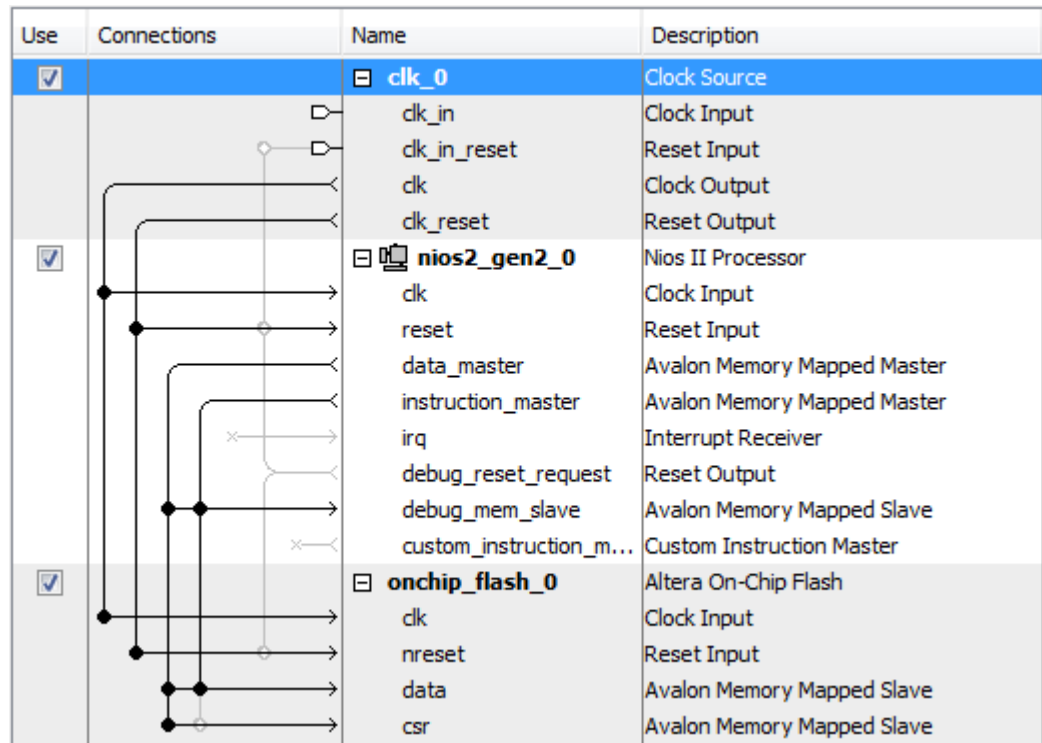 Use Connections Name Description
clk_0 Clock Source
clk_in Clock Input
clk_in_reset Reset Input
clk Clock Output
clk_reset Reset Output
nios2_gen2_0 Nios II Processor
clk Clock Input
reset Reset Input
data_master Avalon Memory Mapped Master
instruction_master Avalon Memory Mapped Master
irq Interrupt Receiver
debug_reset_request Reset Output
debug_mem_slave Avalon Memory Mapped Slave
custom_instruction_m... Custom Instruction Master
onchip_flash_0 Altera On-Chip Flash
clk Clock Input
nreset Reset Input
data Avalon Memory Mapped Slave
csr Avalon Memory Mapped Slave